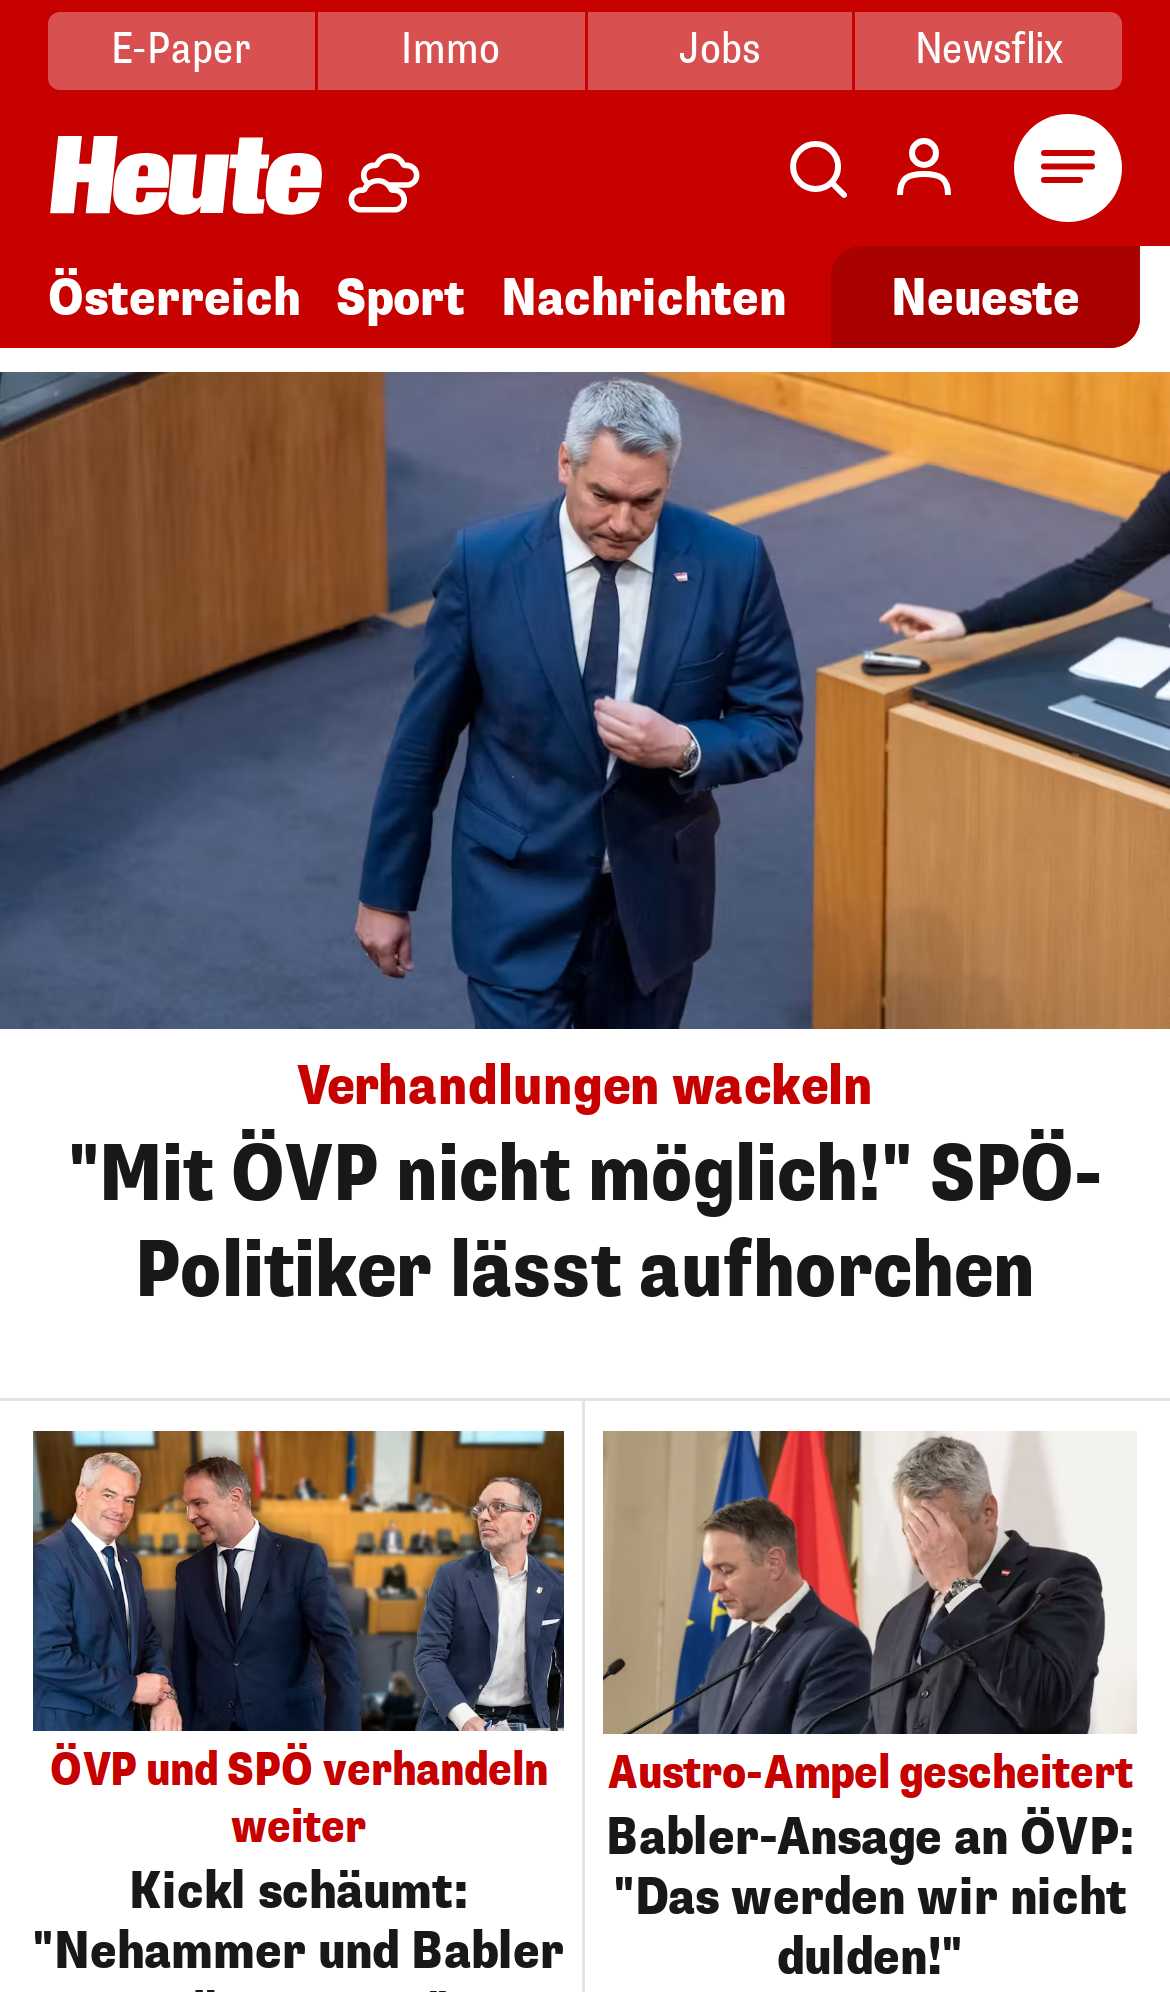 E-Paper
Immo
Jobs
Newsflix
Heute
Österreich
Sport
Nachrichten
Neueste
Verhandlungen wackeln
"Mit ÖVP nicht möglich!" SPÖ-
Politiker lässt aufhorchen
ÖVP und SPÖ verhandeln
weiter
Kickl schäumt:
"Nehammer und Babler
Austro-Ampel gescheitert
Babler-Ansage an ÖVP:
"Das werden wir nicht
dulden!"